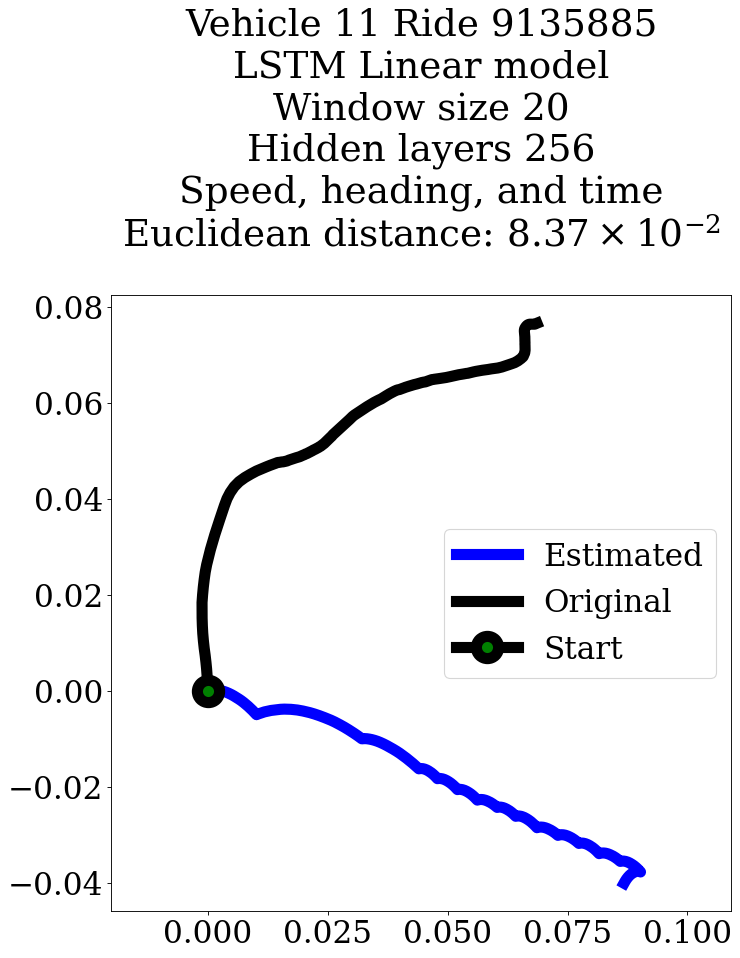 Vehicle 11 Ride 9135885
LSTM Linear model
Window size 20
Hidden layers 256
Speed, heading, and time
Euclidean distance: 8.37 × 10⁻²
0.08
0.06
0.04
0.02
0.00
−0.02
−0.04
Estimated
Original
Start
0.000 0.025 0.050 0.075 0.100